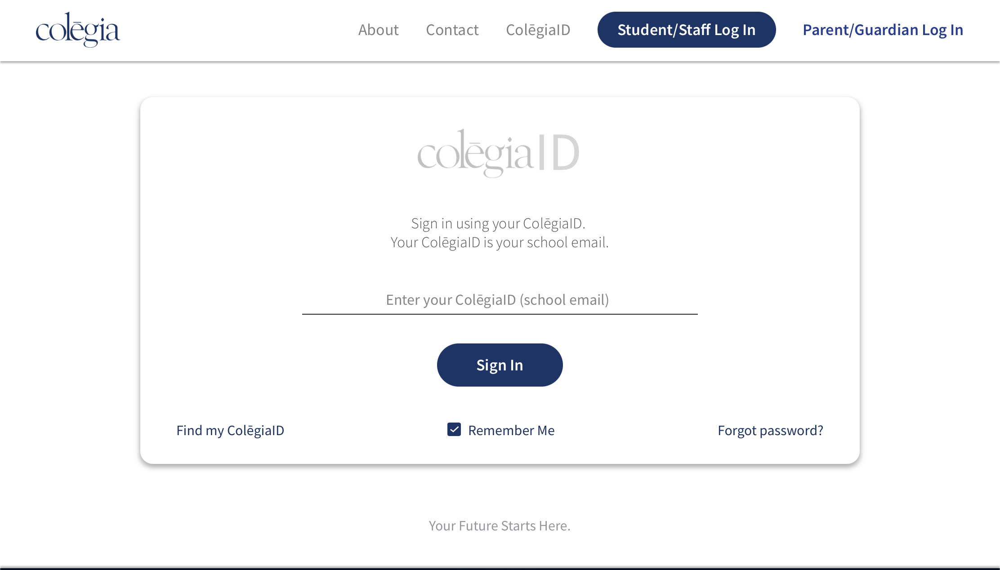 colēgia
About Contact ColēgiaID Student/Staff Log In Parent/Guardian Log In
colēgiaID
Sign in using your ColēgiaID.
Your ColēgiaID is your school email.
Enter your ColēgiaID (school email)
Sign In
Find my ColēgiaID Remember Me Forgot password?
Your Future Starts Here.